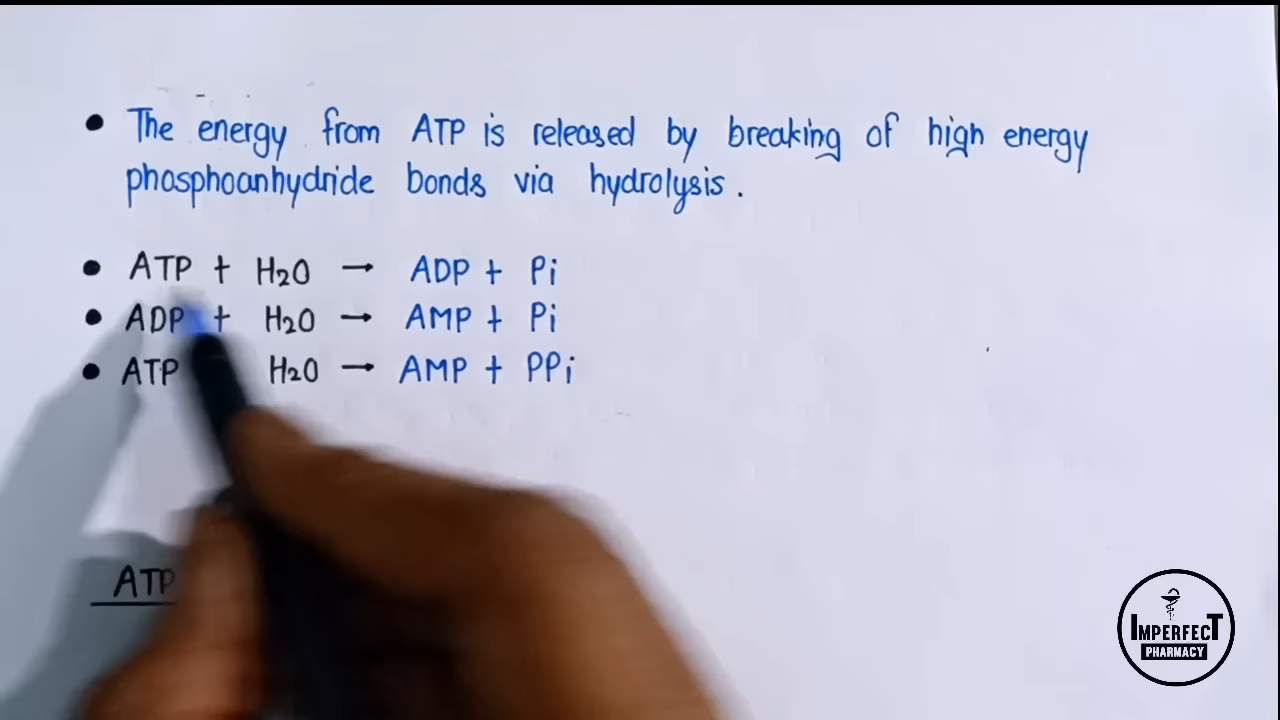 • The energy from ATP is released by breaking of high energy
phosphoanhydride bonds via hydrolysis.
• ATP + H2O → ADP + Pi
• ADP + H2O → AMP + Pi
• ATP H2O → AMP + PPi
ATP
IMPERFECT
PHARMACY